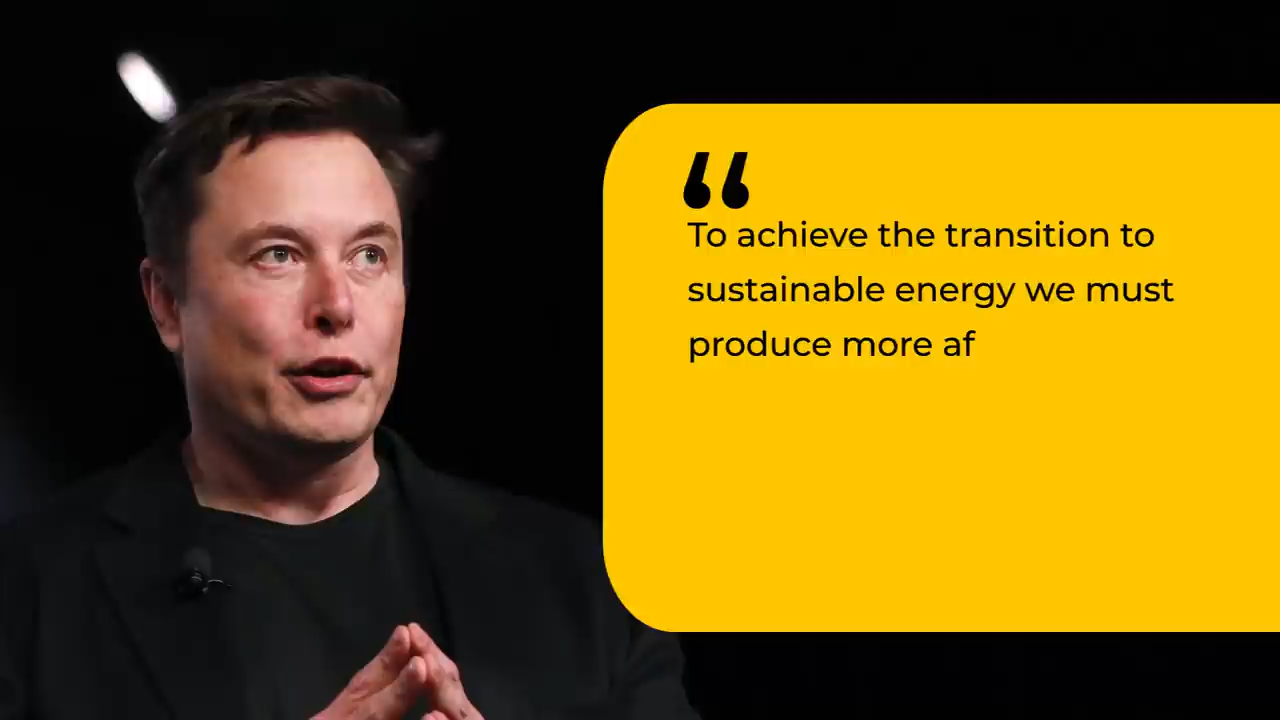 “
To achieve the transition to
sustainable energy we must
produce more af